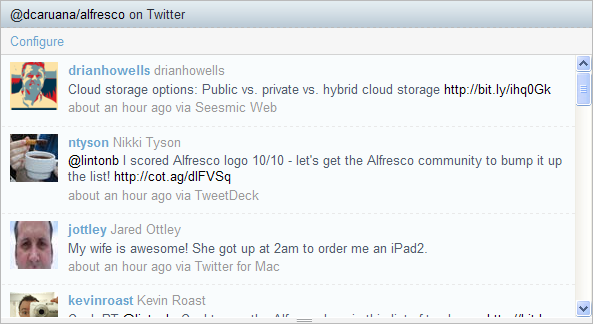 @dcaruana/alfresco on Twitter
Configure
drianhowells drianhowells
Cloud storage options: Public vs. private vs. hybrid cloud storage http://bit.ly/ihq0Gk
about an hour ago via Seesmic Web
ntyson Nikki Tyson
@lintonb I scored Alfresco logo 10/10 - let's get the Alfresco community to bump it up
the list! http://cot.ag/dlFVSq
about an hour ago via TweetDeck
jottley Jared Ottley
My wife is awesome! She got up at 2am to order me an iPad2.
about an hour ago via Twitter for Mac
kevinroast Kevin Roast